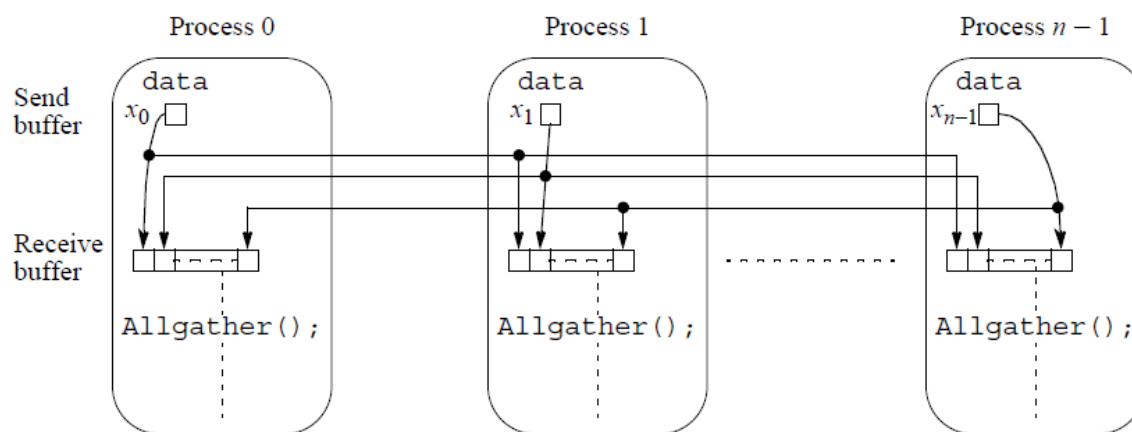 Process 0 Process 1 Process n − 1
Send buffer
data data data
x0 x1 xn−1
Receive buffer
Allgather(); Allgather(); Allgather();